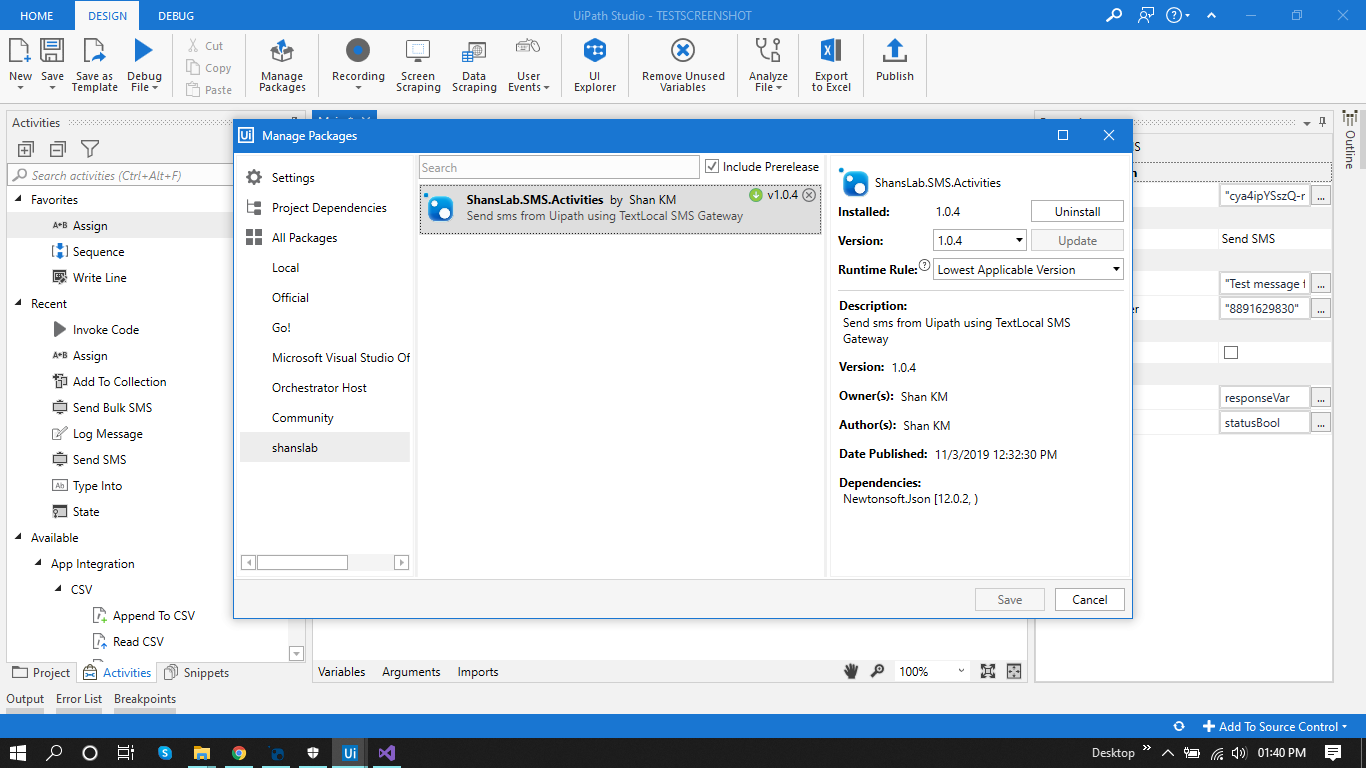 HOME DESIGN DEBUG UiPath Studio - TESTSCREENSHOT
New Save Save as Template Debug File
Cut
Copy
Paste
Manage Packages
Recording
Screen Scraping
Data Scraping
User Events
UI Explorer
Remove Unused Variables
Analyze File
Export to Excel
Publish
Activities
Search activities (Ctrl+Alt+F)
Favorites
Assign
Sequence
Write Line
Recent
Invoke Code
Assign
Add To Collection
Send Bulk SMS
Log Message
Send SMS
Type Into
State
Available
App Integration
CSV
Append To CSV
Read CSV
Project Activities Snippets
Output Error List Breakpoints
Ui Manage Packages
Settings
Project Dependencies
All Packages
Local
Official
Go!
Microsoft Visual Studio Of
Orchestrator Host
Community
shanslab
Search
Include Prerelease
ShansLab.SMS.Activities by Shan KM v1.0.4
Send sms from Uipath using TextLocal SMS Gateway
ShansLab.SMS.Activities
Installed: 1.0.4 Uninstall
Version: 1.0.4 Update
Runtime Rule: ? Lowest Applicable Version
Description:
Send sms from Uipath using TextLocal SMS
Gateway
Version: 1.0.4
Owner(s): Shan KM
Author(s): Shan KM
Date Published: 11/3/2019 12:32:30 PM
Dependencies:
Newtonsoft.Json [12.0.2, )
Save Cancel
"cya4ipYSszQ-r ...
Send SMS
"Test message f ...
er "8891629830" ...
responseVar ...
statusBool ...
Outline
Variables Arguments Imports 100%
Add To Source Control
Ui Desktop 01:40 PM